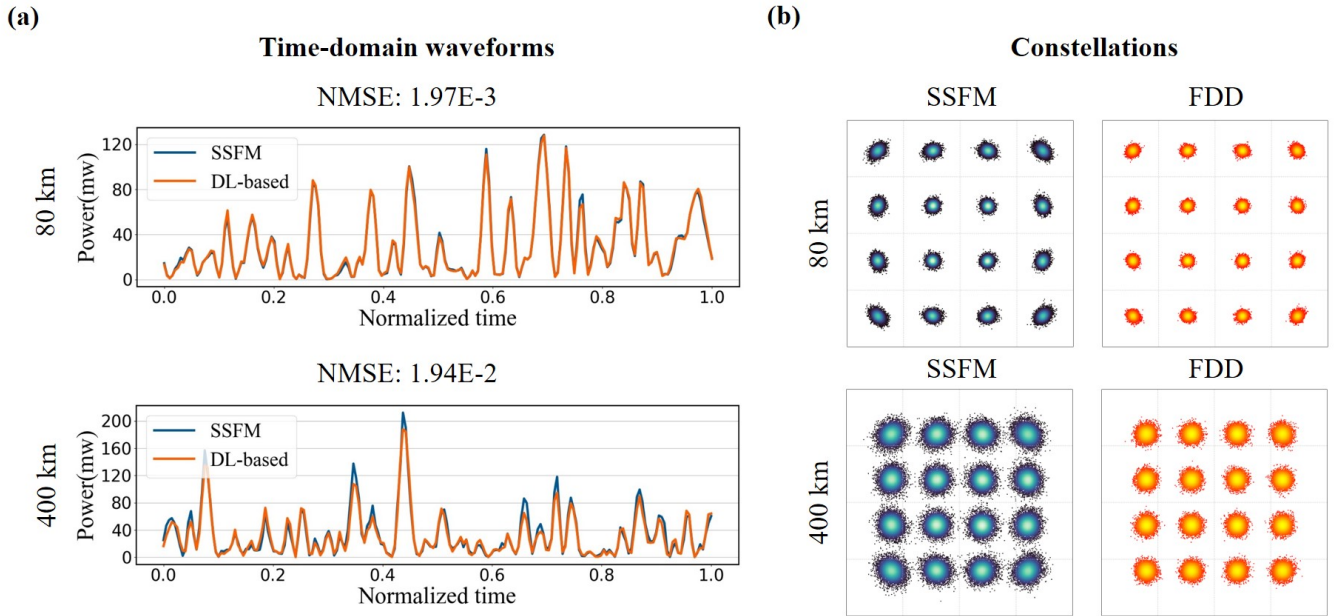 (a)
Time-domain waveforms
NMSE: 1.97E-3
80 km
Power(mw)
120
80
40
0
SSFM
DL-based
0.0 0.2 0.4 0.6 0.8 1.0
Normalized time
NMSE: 1.94E-2
400 km
Power(mw)
200
160
120
80
40
0
SSFM
DL-based
0.0 0.2 0.4 0.6 0.8 1.0
Normalized time
(b)
Constellations
SSFM FDD
80 km
SSFM FDD
400 km